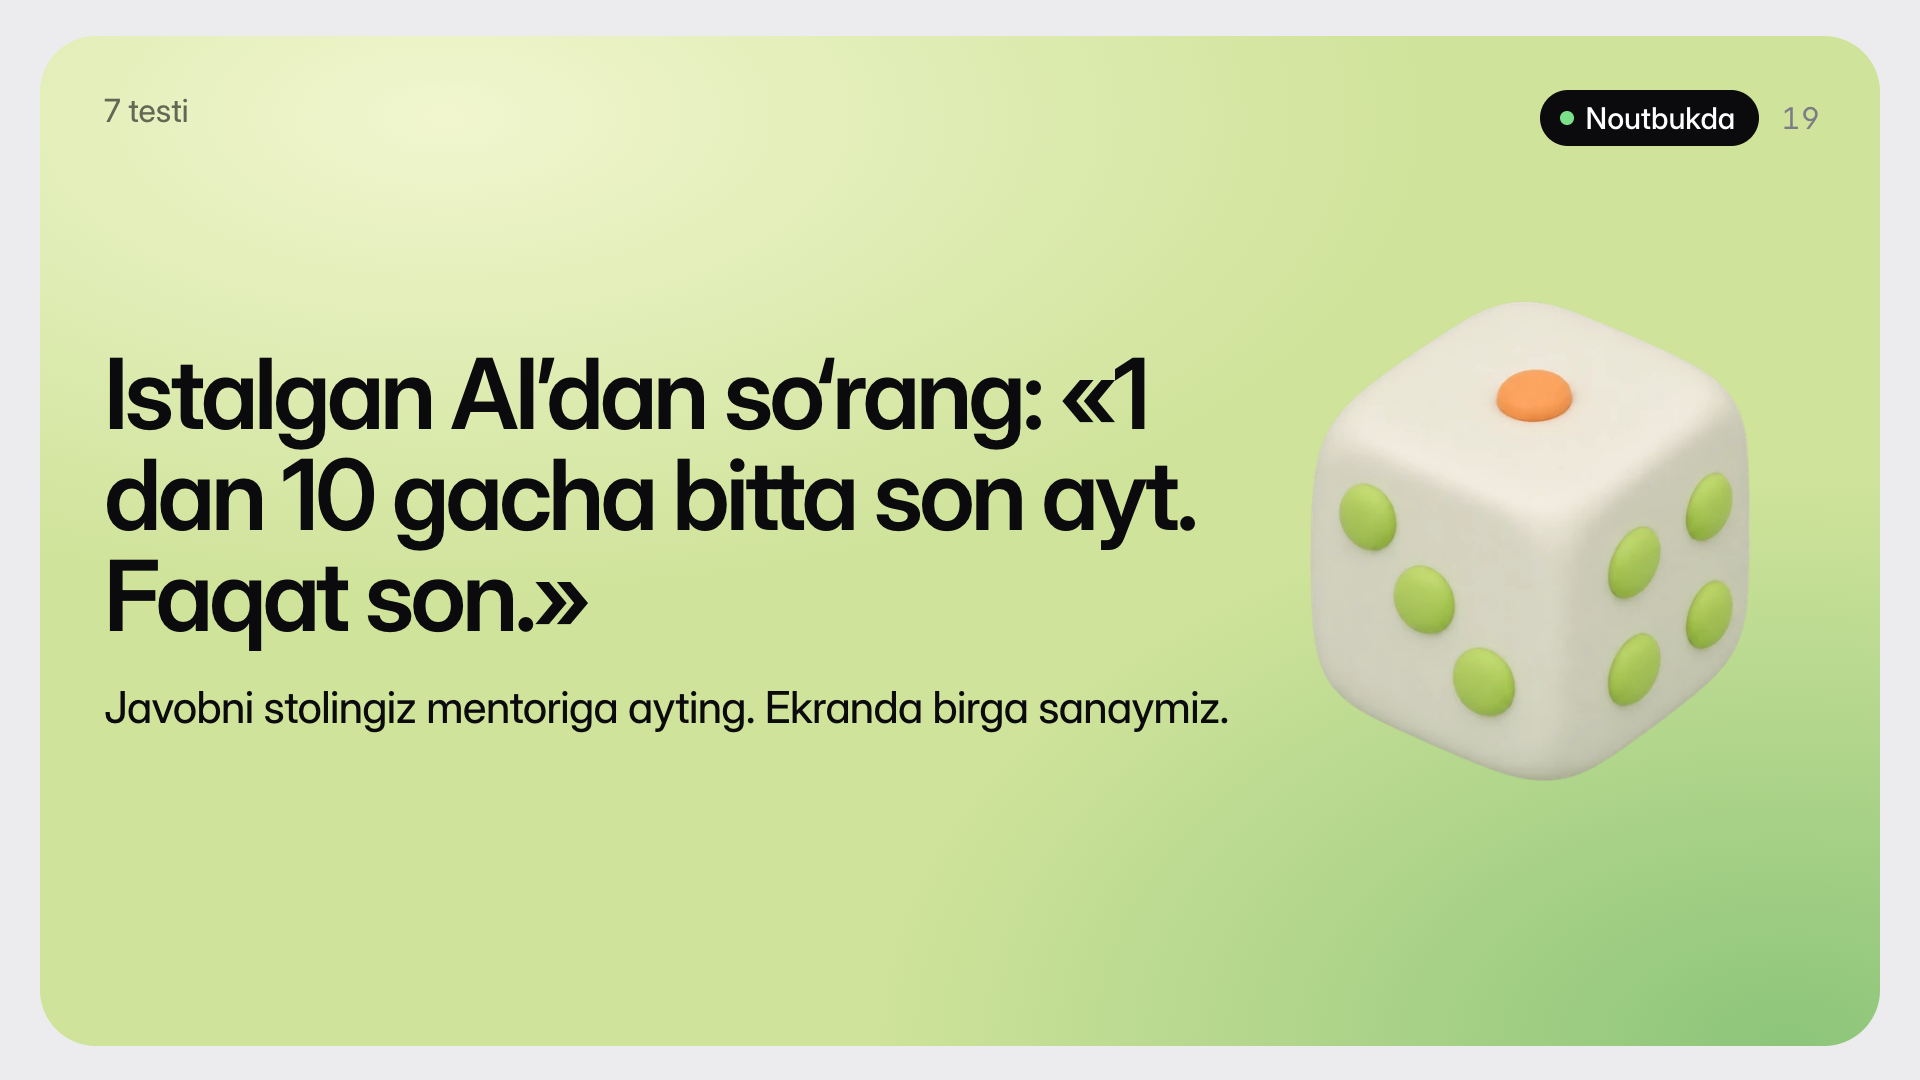 7 testi
Noutbukda 19
Istalgan AI’dan so‘rang: «1
dan 10 gacha bitta son ayt.
Faqat son.»
Javobni stolingiz mentoriga ayting. Ekranda birga sanaymiz.